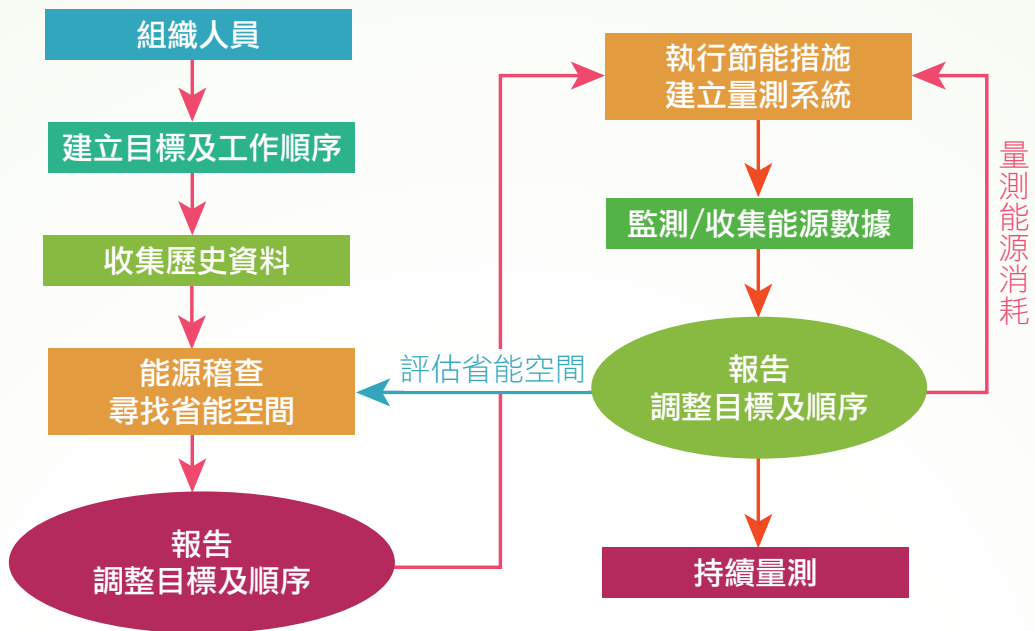 組織人員
建立目標及工作順序
收集歷史資料
能源稽查
尋找省能空間
報告
調整目標及順序
評估省能空間
執行節能措施
建立量測系統
監測/收集能源數據
報告
調整目標及順序
持續量測
量測能源消耗